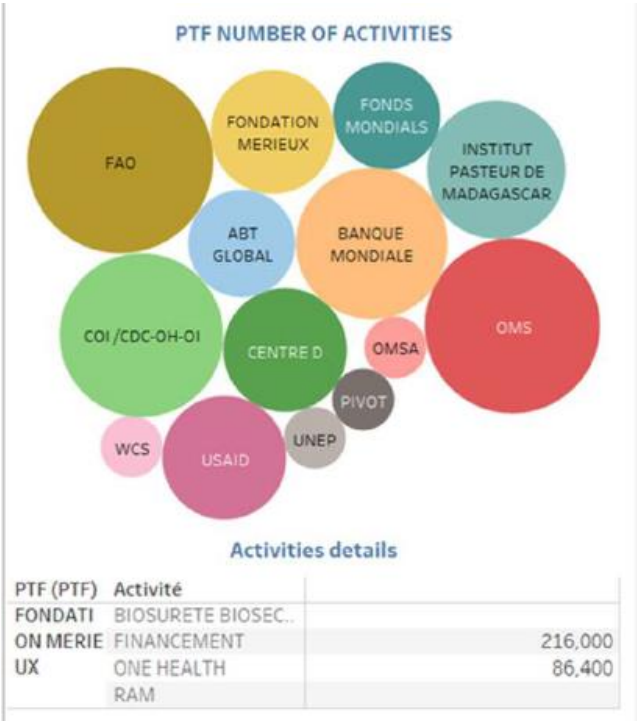 PTF NUMBER OF ACTIVITIES
FAO
FONDATION
MERIEUX
FONDS
MONDIALS
INSTITUT
PASTEUR DE
MADAGASCAR
ABT
GLOBAL
BANQUE
MONDIALE
COI /CDC-OH-OI
CENTRE D
OMSA
OMS
PIVOT
WCS
USAID
UNEP
Activities details
PTF (PTF) Activité
FONDATI BIOSURETE BIOSEC..
ON MERIE FINANCEMENT 216,000
UX ONE HEALTH 86,400
RAM